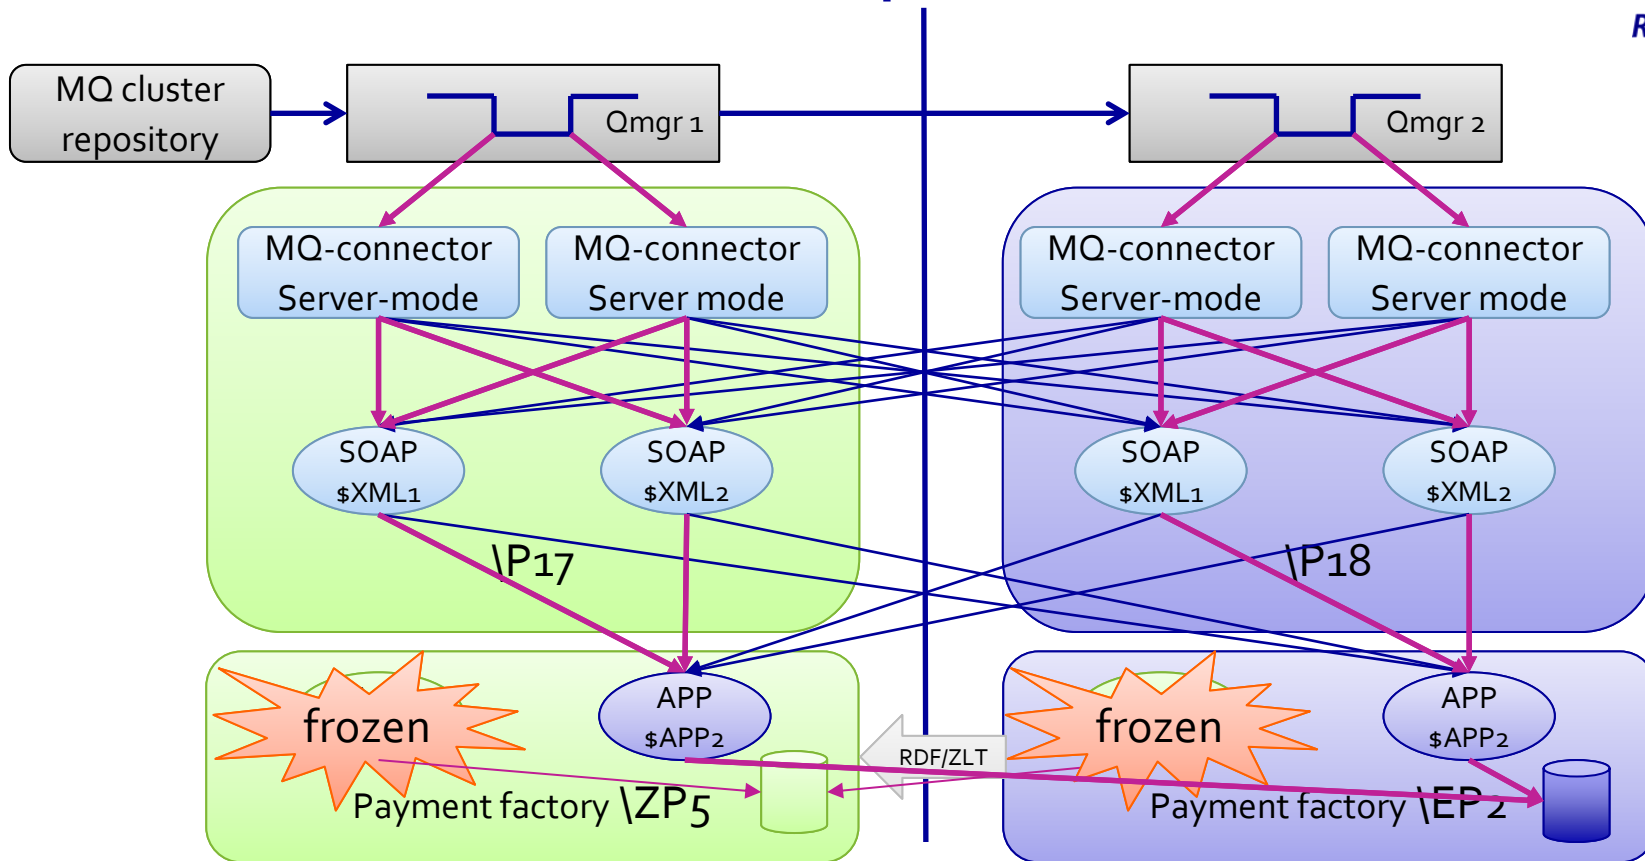 R
MQ cluster
repository
Qmgr 1
Qmgr 2
MQ-connector
Server-mode
MQ-connector
Server mode
MQ-connector
Server-mode
MQ-connector
Server mode
SOAP
$XML1
SOAP
$XML2
SOAP
$XML1
SOAP
$XML2
\P17
\P18
frozen
APP
$APP2
RDF/ZLT
frozen
APP
$APP2
Payment factory \ZP5
Payment factory \EP2